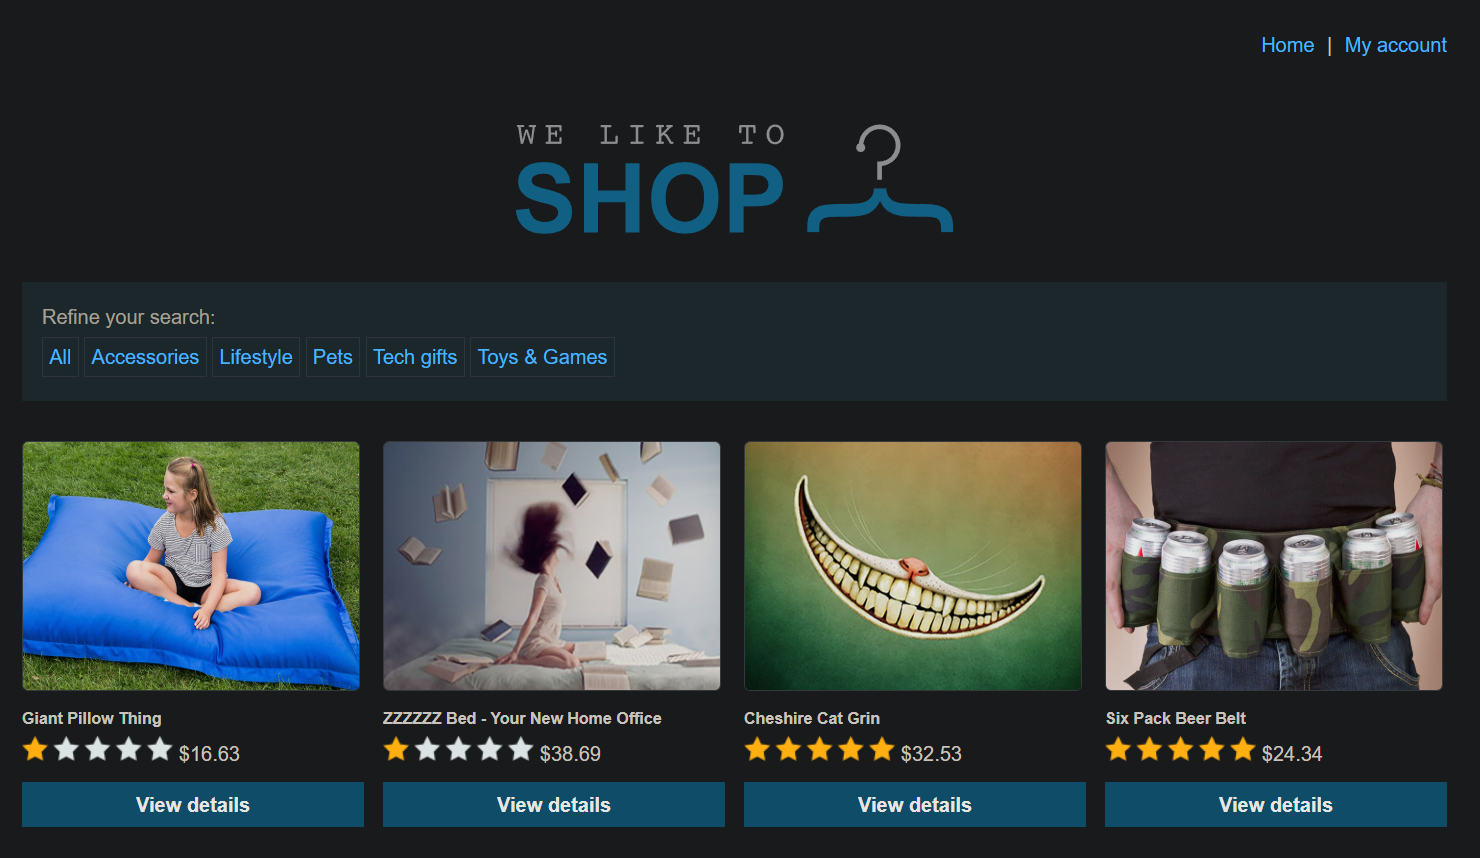 Home | My account
WE LIKE TO
SHOP
Refine your search:
All Accessories Lifestyle Pets Tech gifts Toys & Games
Giant Pillow Thing
$16.63
View details
ZZZZZZ Bed - Your New Home Office
$38.69
View details
Cheshire Cat Grin
$32.53
View details
Six Pack Beer Belt
$24.34
View details